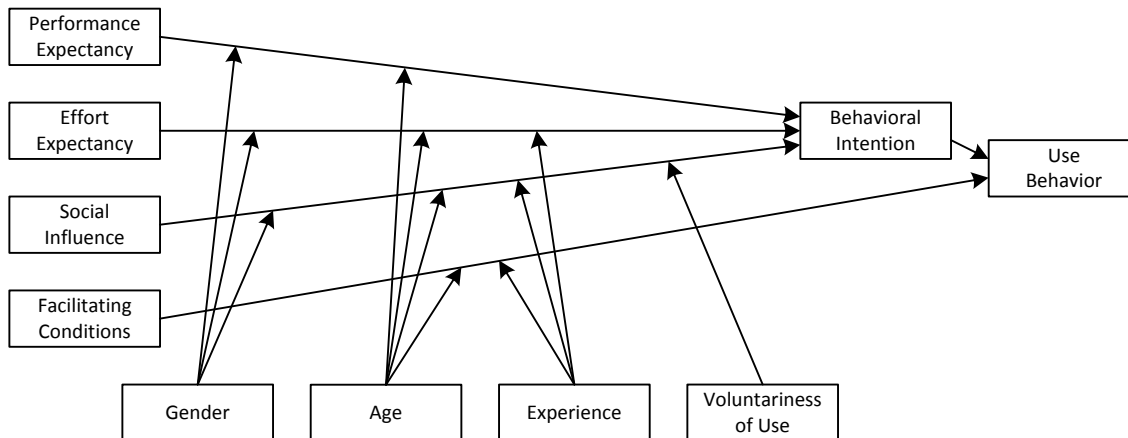 Performance
Expectancy
Effort
Expectancy
Behavioral
Intention
Use
Behavior
Social
Influence
Facilitating
Conditions
Gender
Age
Experience
Voluntariness
of Use